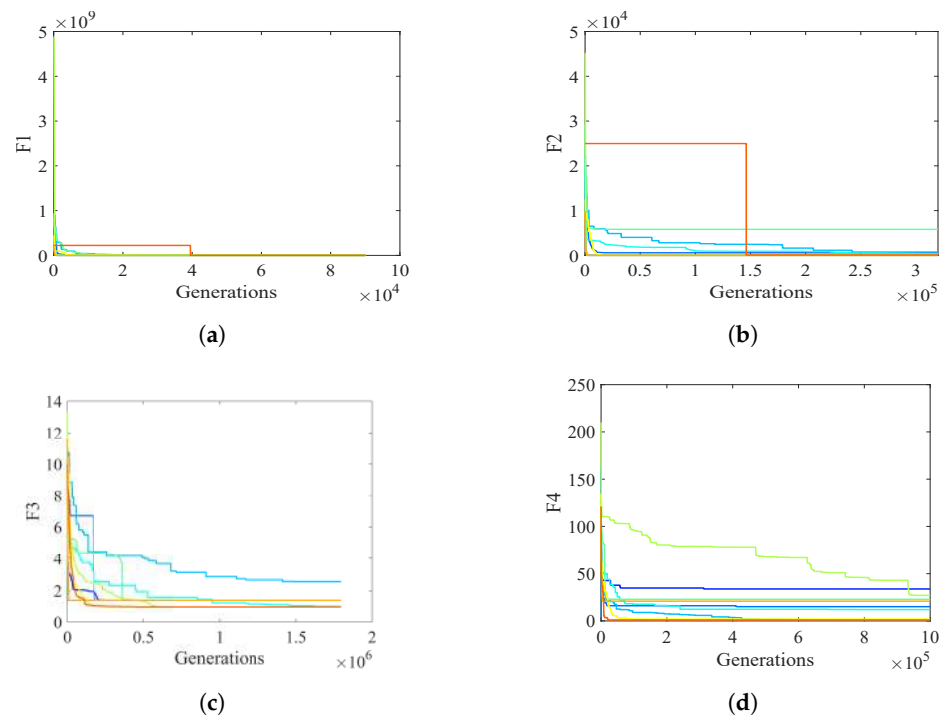 ×10^9
5
4
3
2
1
0
F1
0 2 4 6 8 10
Generations
×10^4
(a)
×10^4
5
4
3
2
1
0
F2
0 0.5 1 1.5 2 2.5 3
Generations
×10^5
(b)
14
12
10
8
6
4
2
0
F3
0 0.5 1 1.5 2
Generations
×10^6
(c)
250
200
150
100
50
0
F4
0 2 4 6 8 10
Generations
×10^5
(d)